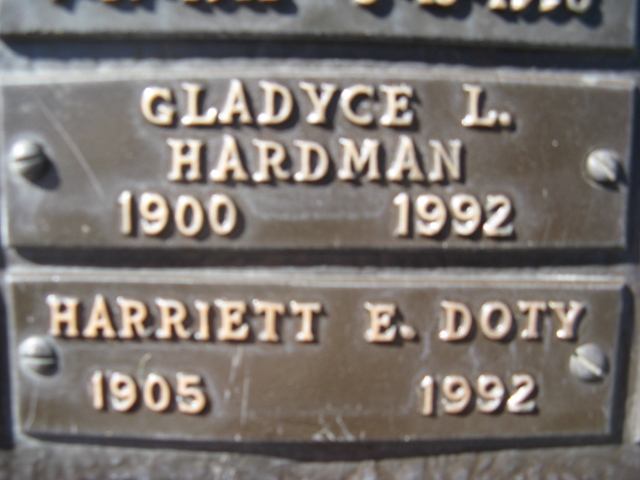 GLADYCE L.
HARDMAN
1900 1992
HARRIETT E. DOTY
1905 1992